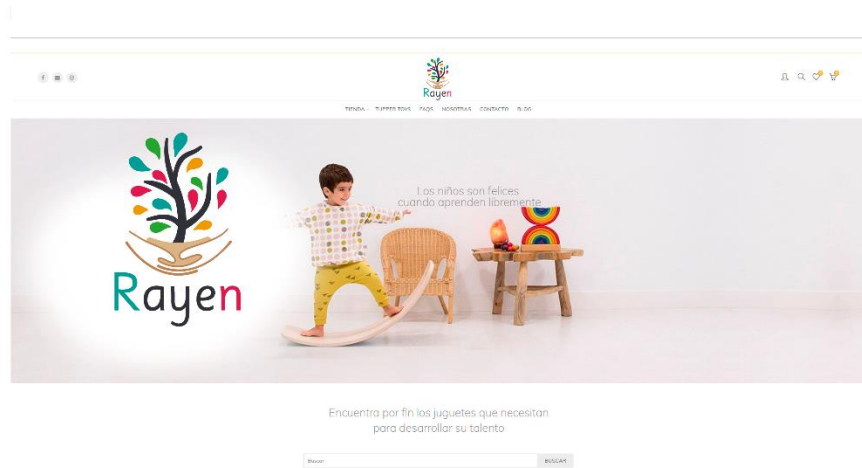 Rayen
TIENDA
TUPPER TOYS
FAQS
NOSOTRAS
CONTACTO
BLOG
Los niños son felices
cuando aprenden libremente
Rayen
Encuentra por fin los juguetes que necesitan
para desarrollar su talento
Buscar
BUSCAR